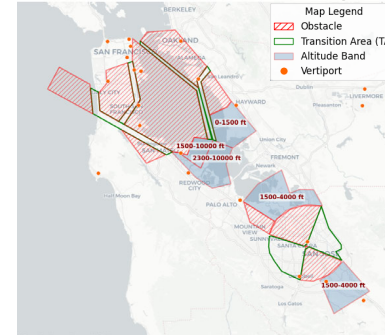 BERKELEY
Map Legend
Obstacle
Transition Area (TA
Altitude Band
Vertiport
OAKLAND
SAN FRANCISCO
ALAMEDA
San Leandro
Dublin
LIVERMORE
Pleasanton
HAYWARD
0-1500 ft
SOUTH
1500-10000 ft
Union City
2300-10000 ft
FREMONT
Newark
REDWOOD
CITY
Half Moon Bay
1500-4000 ft
PALO ALTO
MOUNTAIN
VIEW
SANTA CLARA
SAN JOSE
Saratoga
1500-4000 ft
Los Gatos